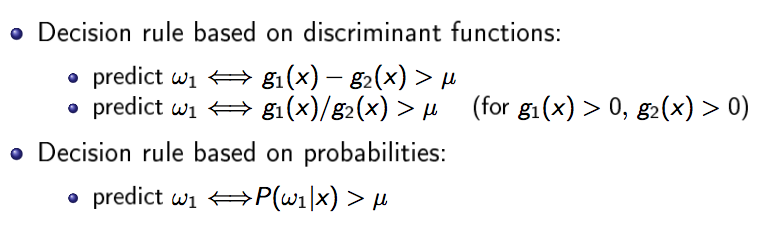 Decision rule based on discriminant functions:
predict ω₁ ⟺ g₁(x) − g₂(x) > μ
predict ω₁ ⟺ g₁(x)/g₂(x) > μ (for g₁(x) > 0, g₂(x) > 0)
Decision rule based on probabilities:
predict ω₁ ⟺P(ω₁|x) > μ